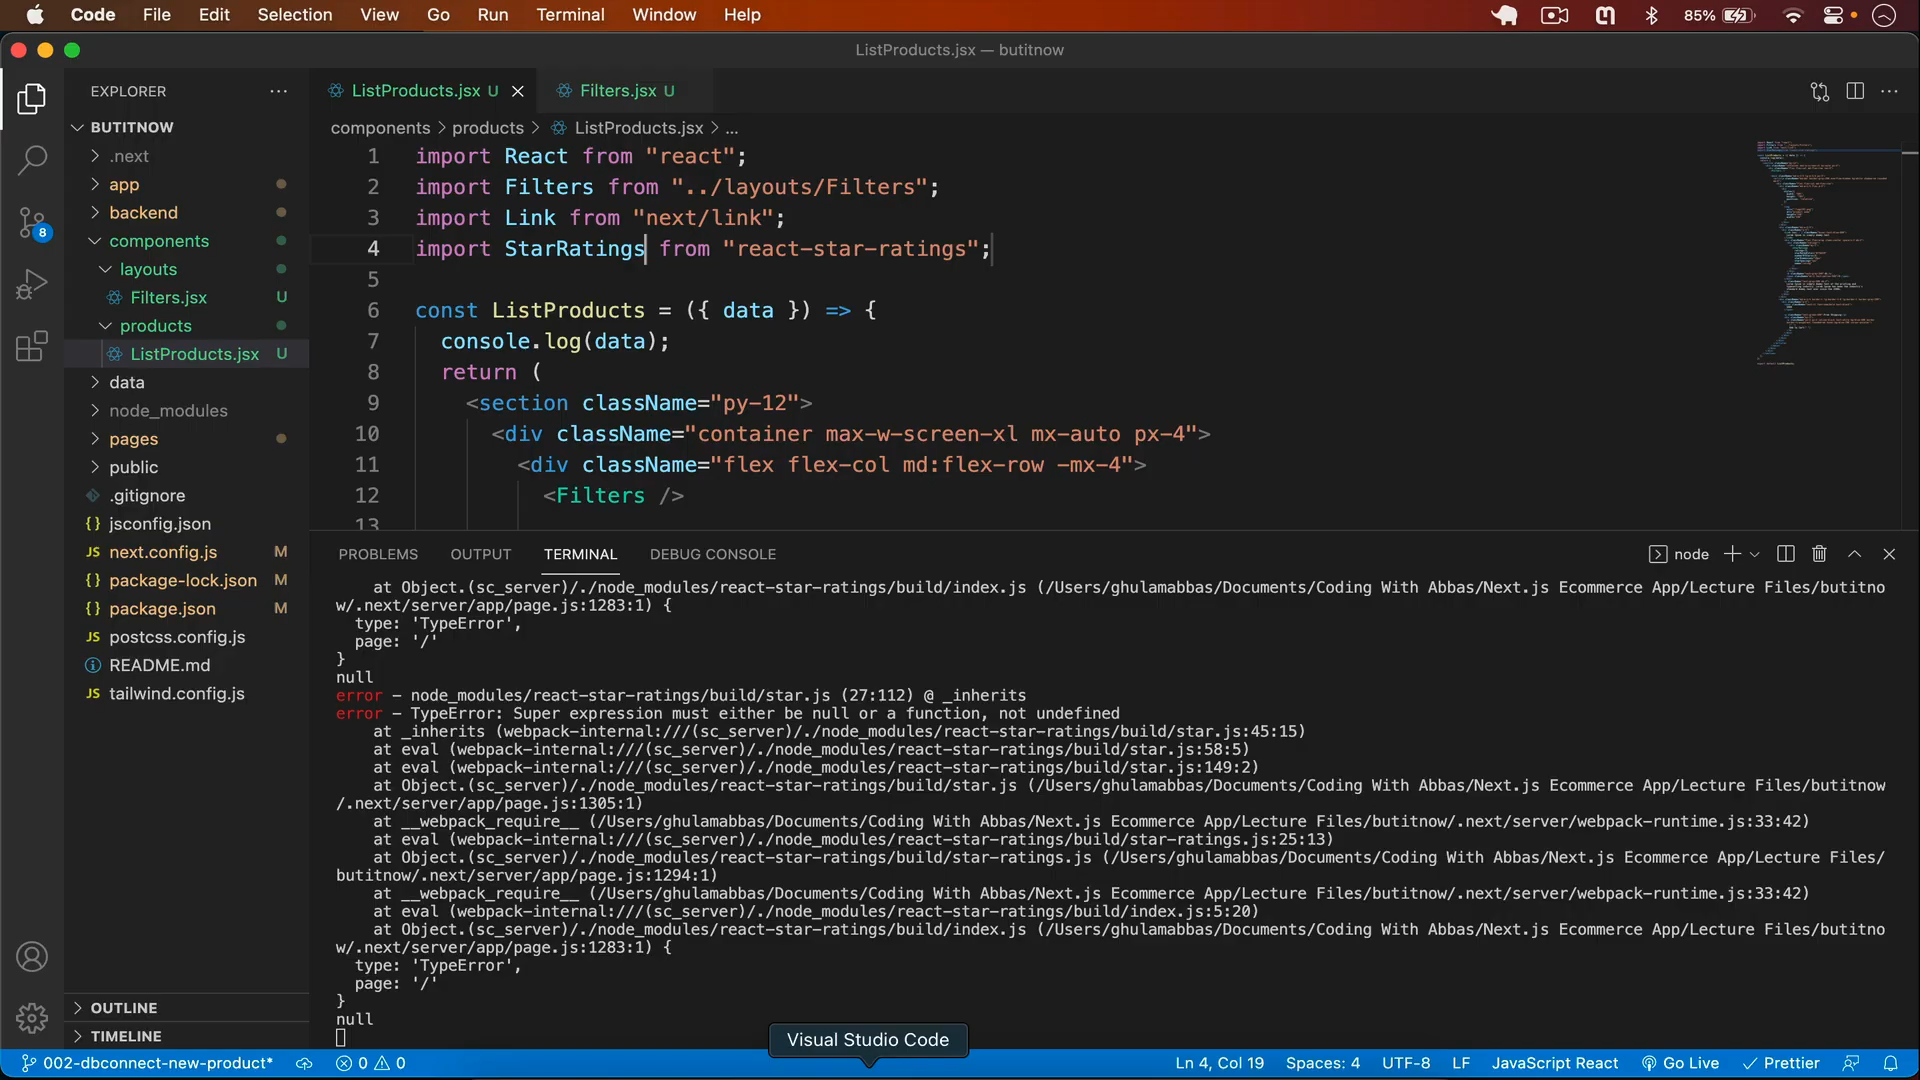 Code File Edit Selection View Go Run Terminal Window Help 85%
ListProducts.jsx — butitnow
EXPLORER
ListProducts.jsx U
Filters.jsx U
components > products > ListProducts.jsx > ...
BUTITNOW
.next
app
backend
components
layouts
Filters.jsx U
products
ListProducts.jsx U
data
node_modules
pages
public
.gitignore
jsconfig.json
next.config.js M
package-lock.json M
package.json M
postcss.config.js
README.md
tailwind.config.js
OUTLINE
TIMELINE
8
1 import React from "react";
2 import Filters from "../layouts/Filters";
3 import Link from "next/link";
4 import StarRatings from "react-star-ratings";
5
6 const ListProducts = ({ data }) => {
7 console.log(data);
8 return (
9 <section className="py-12">
10 <div className="container max-w-screen-xl mx-auto px-4">
11 <div className="flex flex-col md:flex-row -mx-4">
12 <Filters />
13
PROBLEMS OUTPUT TERMINAL DEBUG CONSOLE node
at Object.(sc_server)/./node_modules/react-star-ratings/build/index.js (/Users/ghulamabbas/Documents/Coding With Abbas/Next.js Ecommerce App/Lecture Files/butitno
w/.next/server/app/page.js:1283:1) {
type: 'TypeError',
page: '/'
}
null
error - node_modules/react-star-ratings/build/star.js (27:112) @ _inherits
error - TypeError: Super expression must either be null or a function, not undefined
at _inherits (webpack-internal:///(sc_server)/./node_modules/react-star-ratings/build/star.js:45:15)
at eval (webpack-internal:///(sc_server)/./node_modules/react-star-ratings/build/star.js:58:5)
at eval (webpack-internal:///(sc_server)/./node_modules/react-star-ratings/build/star.js:149:2)
at Object.(sc_server)/./node_modules/react-star-ratings/build/star.js (/Users/ghulamabbas/Documents/Coding With Abbas/Next.js Ecommerce App/Lecture Files/butitnow
/.next/server/app/page.js:1305:1)
at __webpack_require__ (/Users/ghulamabbas/Documents/Coding With Abbas/Next.js Ecommerce App/Lecture Files/butitnow/.next/server/webpack-runtime.js:33:42)
at eval (webpack-internal:///(sc_server)/./node_modules/react-star-ratings/build/star-ratings.js:25:13)
at Object.(sc_server)/./node_modules/react-star-ratings/build/star-ratings.js (/Users/ghulamabbas/Documents/Coding With Abbas/Next.js Ecommerce App/Lecture Files/
butitnow/.next/server/app/page.js:1294:1)
at __webpack_require__ (/Users/ghulamabbas/Documents/Coding With Abbas/Next.js Ecommerce App/Lecture Files/butitnow/.next/server/webpack-runtime.js:33:42)
at eval (webpack-internal:///(sc_server)/./node_modules/react-star-ratings/build/index.js:5:20)
at Object.(sc_server)/./node_modules/react-star-ratings/build/index.js (/Users/ghulamabbas/Documents/Coding With Abbas/Next.js Ecommerce App/Lecture Files/butitno
w/.next/server/app/page.js:1283:1) {
type: 'TypeError',
page: '/'
}
null
Visual Studio Code
002-dbconnect-new-product* 0 0 Ln 4, Col 19 Spaces: 4 UTF-8 LF JavaScript React Go Live Prettier